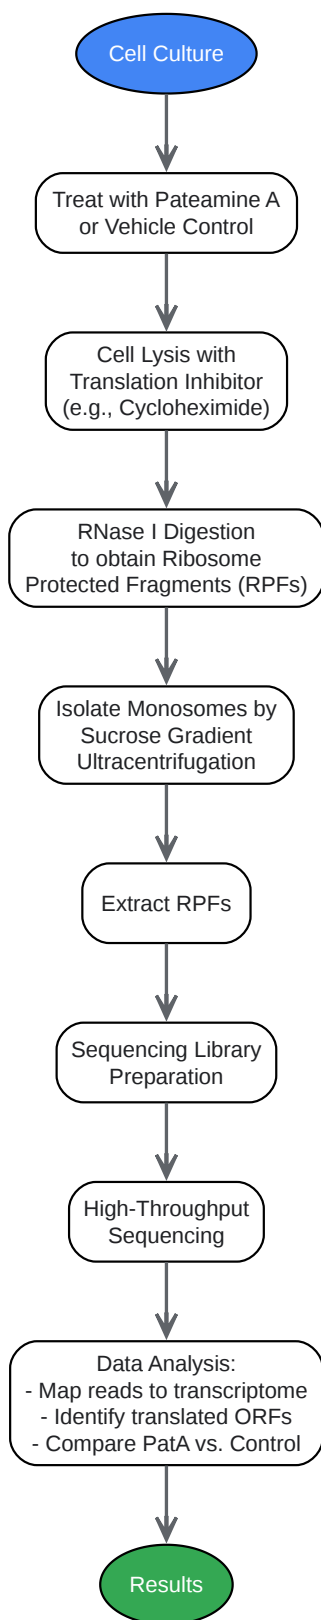 Cell Culture
Treat with Pateamine A
or Vehicle Control
Cell Lysis with
Translation Inhibitor
(e.g., Cycloheximide)
RNase I Digestion
to obtain Ribosome
Protected Fragments (RPFs)
Isolate Monosomes by
Sucrose Gradient
Ultracentrifugation
Extract RPFs
Sequencing Library
Preparation
High-Throughput
Sequencing
Data Analysis:
- Map reads to transcriptome
- Identify translated ORFs
- Compare PatA vs. Control
Results